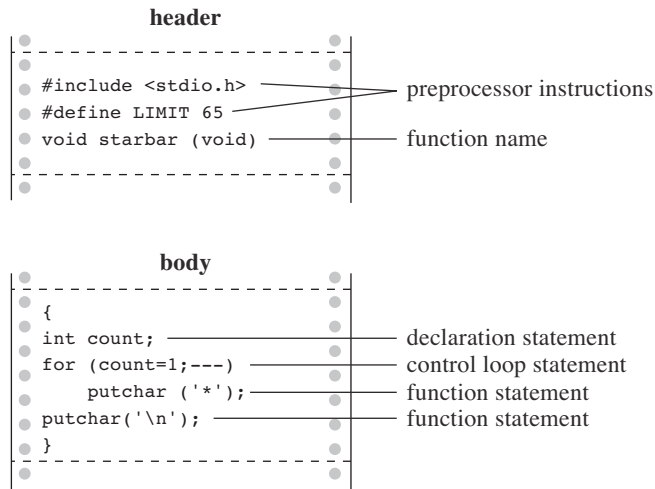 header
#include <stdio.h>
#define LIMIT 65
preprocessor instructions
void starbar (void)
function name
body
{
int count;
declaration statement
for (count=1;---)
control loop statement
putchar ('*');
function statement
putchar('\n');
function statement
}